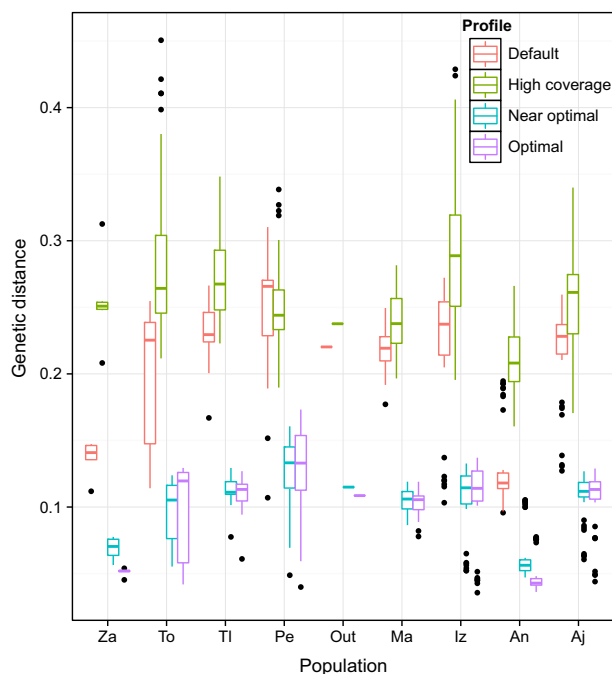 Profile
Default
High coverage
Near optimal
Optimal
Genetic distance
0.4
0.3
0.2
0.1
Za To Tl Pe Out Ma Iz An Aj
Population